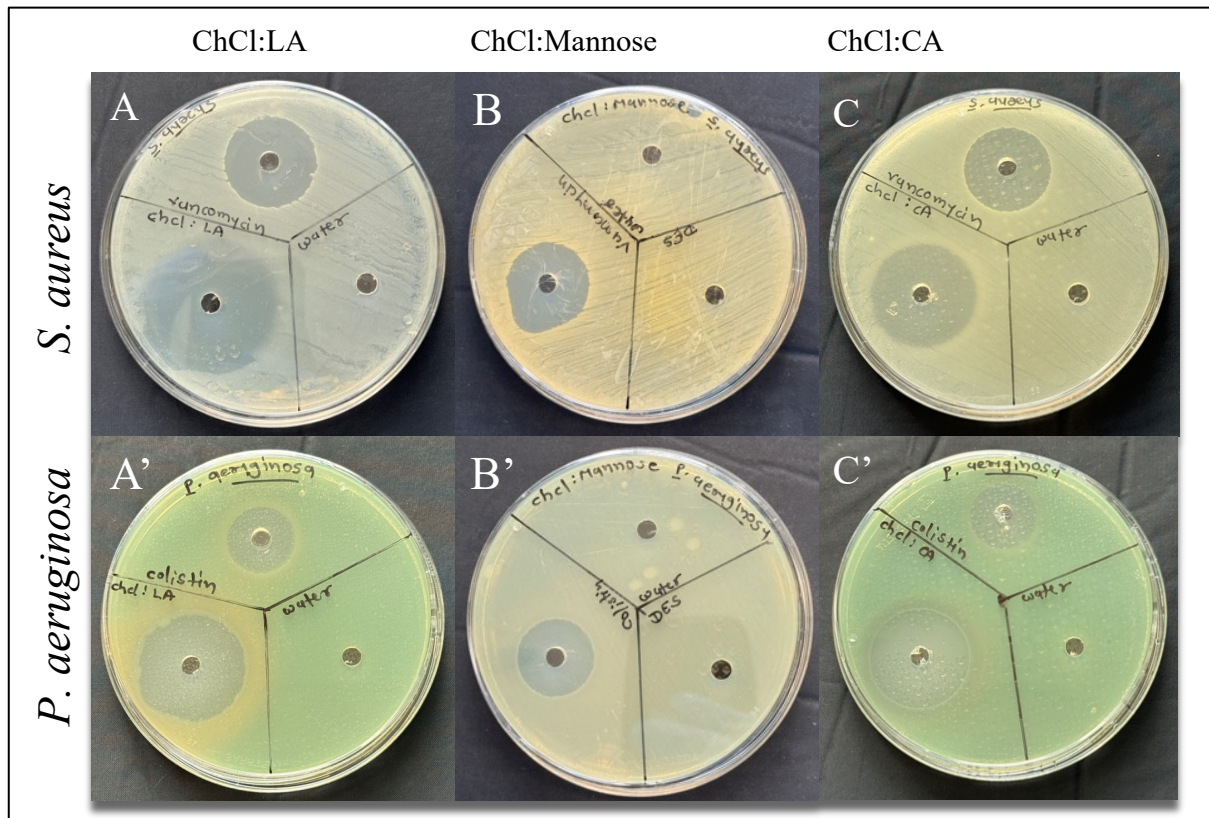 ChCl:LA
ChCl:Mannose
ChCl:CA
S. aureus
A
S. aureus
vancomycin
chcl: LA
water
B
chcl: Mannose
S. aureus
Vancomycin
water
DES
C
S. aureus
vancomycin
chcl: CA
water
P. aeruginosa
A’
P. aeruginosa
colistin
chcl: LA
water
B’
chcl: Mannose
P. aeruginosa
water
DES
C’
P. aeruginosa
colistin
chcl: CA
water